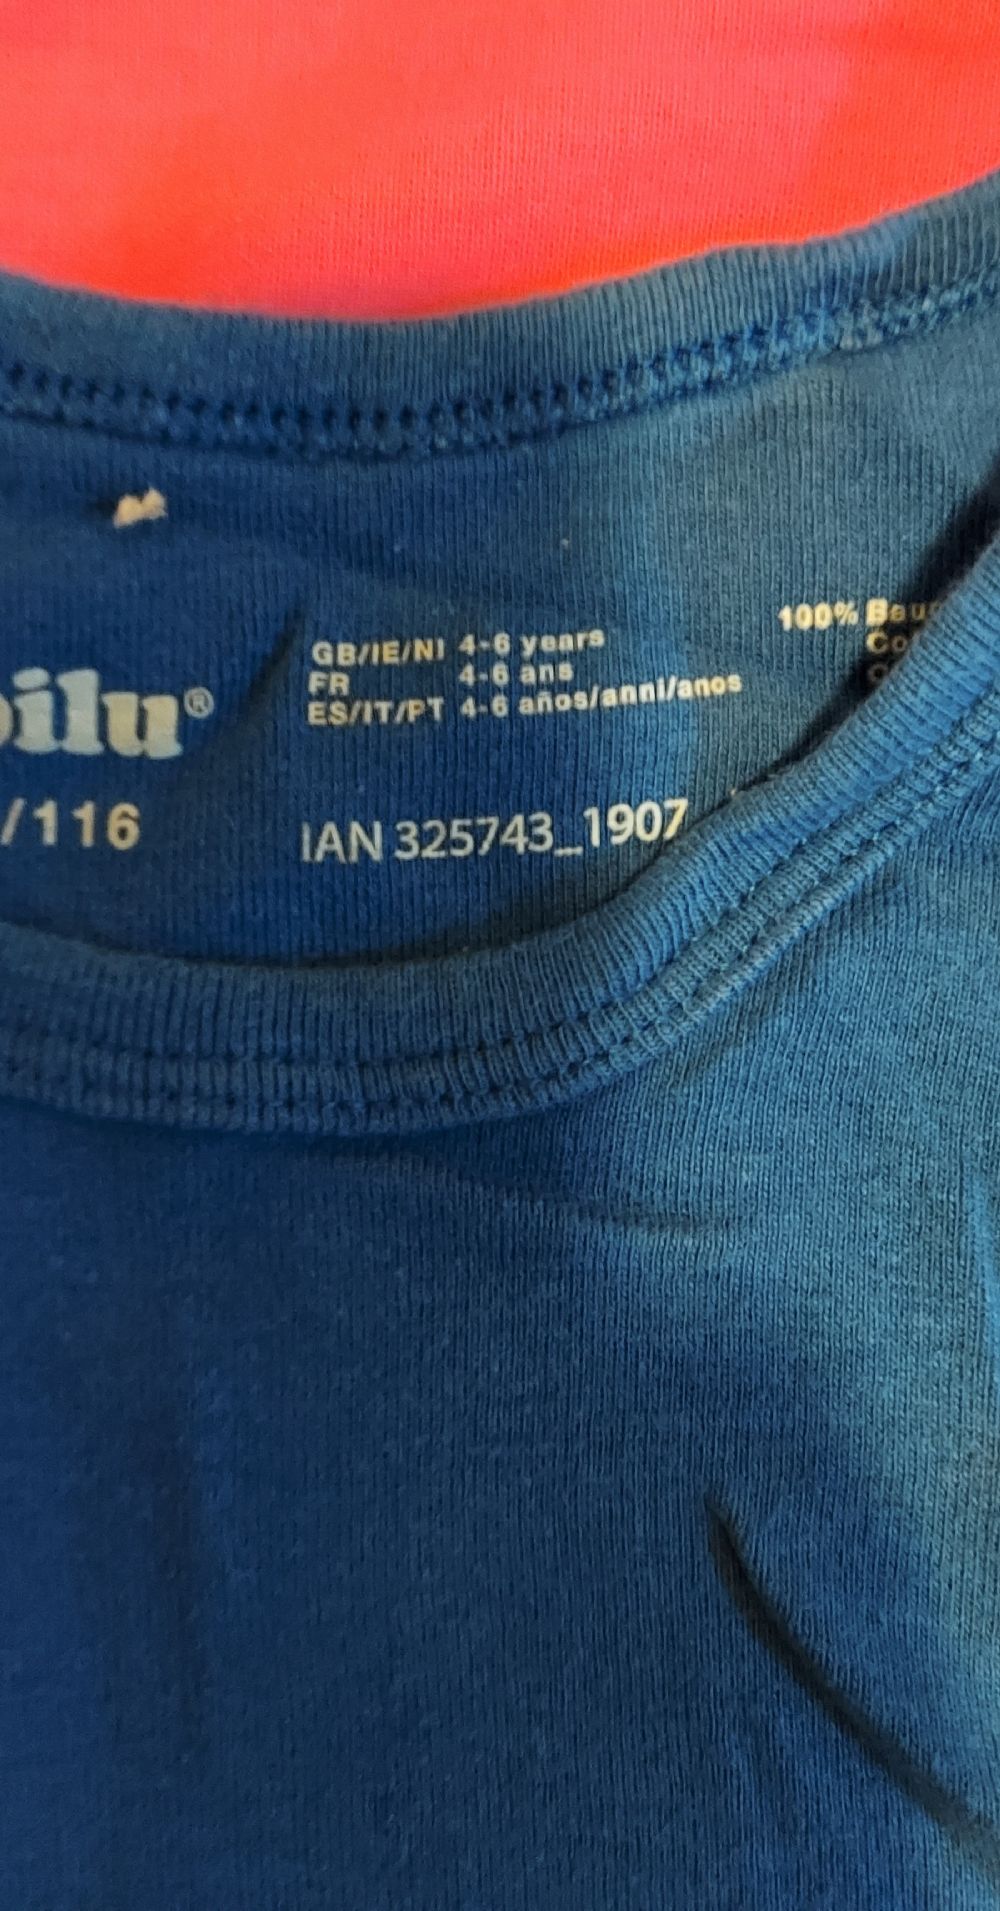 GB/IE/NI 4-6 years
FR 4-6 ans
ES/IT/PT 4-6 años/anni/anos
100%
ilu®
/116
IAN 325743_1907